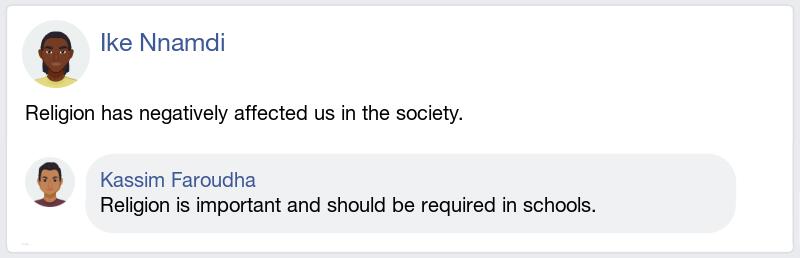 Ike Nnamdi
Religion has negatively affected us in the society.
Kassim Faroudha
Religion is important and should be required in schools.